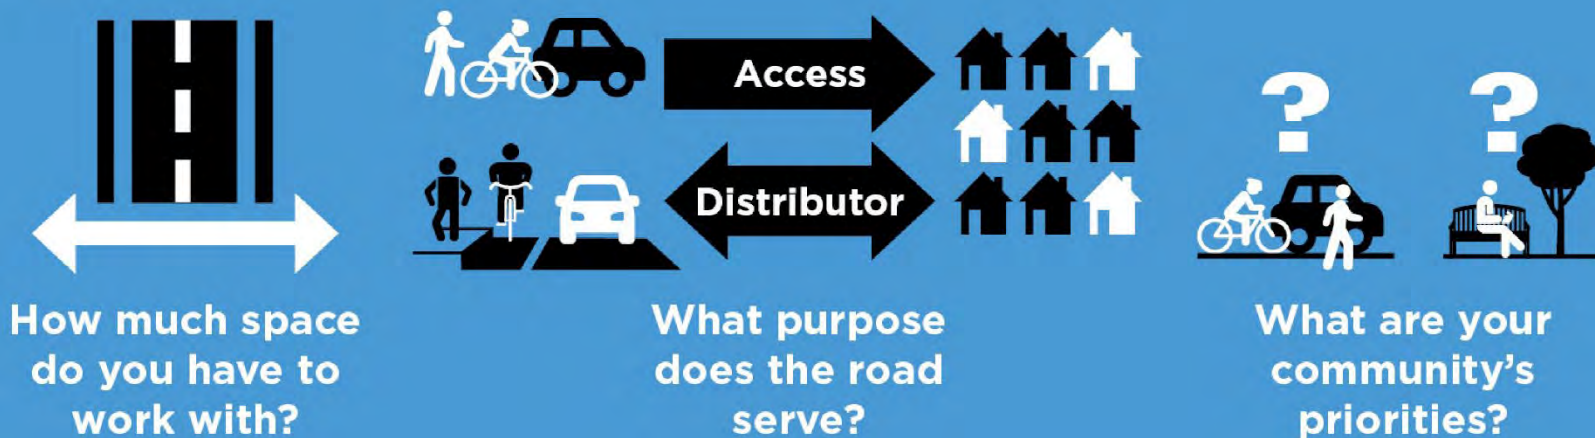 Access
Distributor
? ?
How much space
do you have to
work with?
What purpose
does the road
serve?
What are your
community's
priorities?